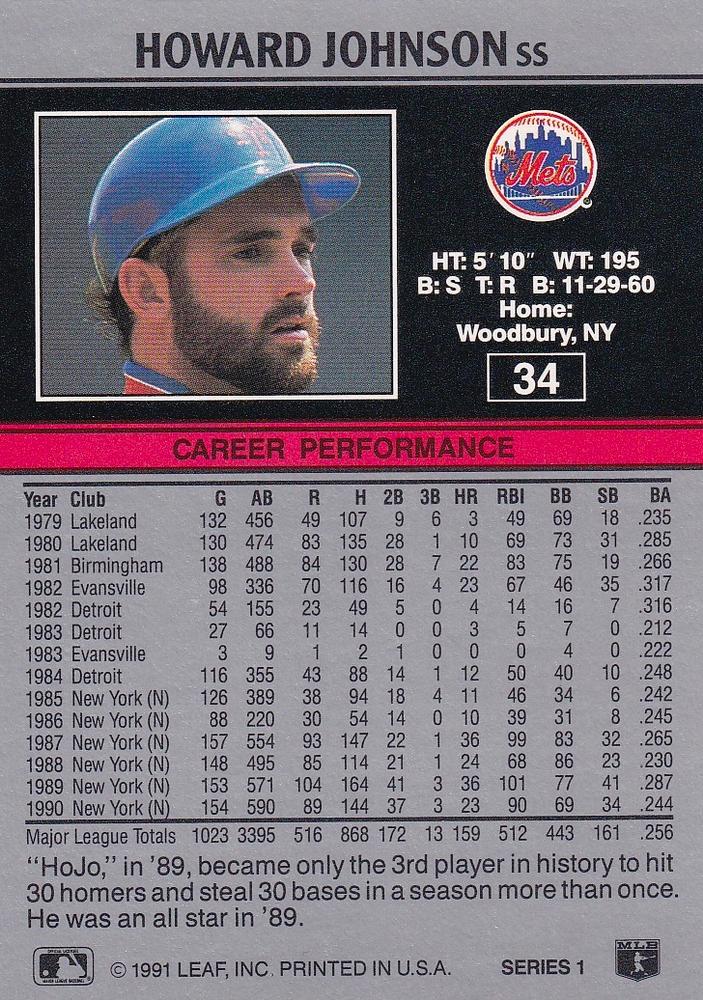 HOWARD JOHNSON SS
Mets
HT: 5' 10" WT: 195
B: S T: R B: 11-29-60
Home:
Woodbury, NY
34
CAREER PERFORMANCE
Year Club G AB R H 2B 3B HR RBI BB SB BA
1979 Lakeland 132 456 49 107 9 6 3 49 69 18 .235
1980 Lakeland 130 474 83 135 28 1 10 69 73 31 .285
1981 Birmingham 138 488 84 130 28 7 22 83 75 19 .266
1982 Evansville 98 336 70 116 16 4 23 67 46 35 .317
1982 Detroit 54 155 23 49 5 0 4 14 16 7 .316
1983 Detroit 27 66 11 14 0 0 3 5 7 0 .212
1983 Evansville 3 9 1 2 1 0 0 0 4 0 .222
1984 Detroit 116 355 43 88 14 1 12 50 40 10 .248
1985 New York (N) 126 389 38 94 18 4 11 46 34 6 .242
1986 New York (N) 88 220 30 54 14 0 10 39 31 8 .245
1987 New York (N) 157 554 93 147 22 1 36 99 83 32 .265
1988 New York (N) 148 495 85 114 21 1 24 68 86 23 .230
1989 New York (N) 153 571 104 164 41 3 36 101 77 41 .287
1990 New York (N) 154 590 89 144 37 3 23 90 69 34 .244
Major League Totals 1023 3395 516 868 172 13 159 512 443 161 .256
"HoJo," in '89, became only the 3rd player in history to hit
30 homers and steal 30 bases in a season more than once.
He was an all star in '89.
© 1991 LEAF, INC. PRINTED IN U.S.A. SERIES 1
MLB